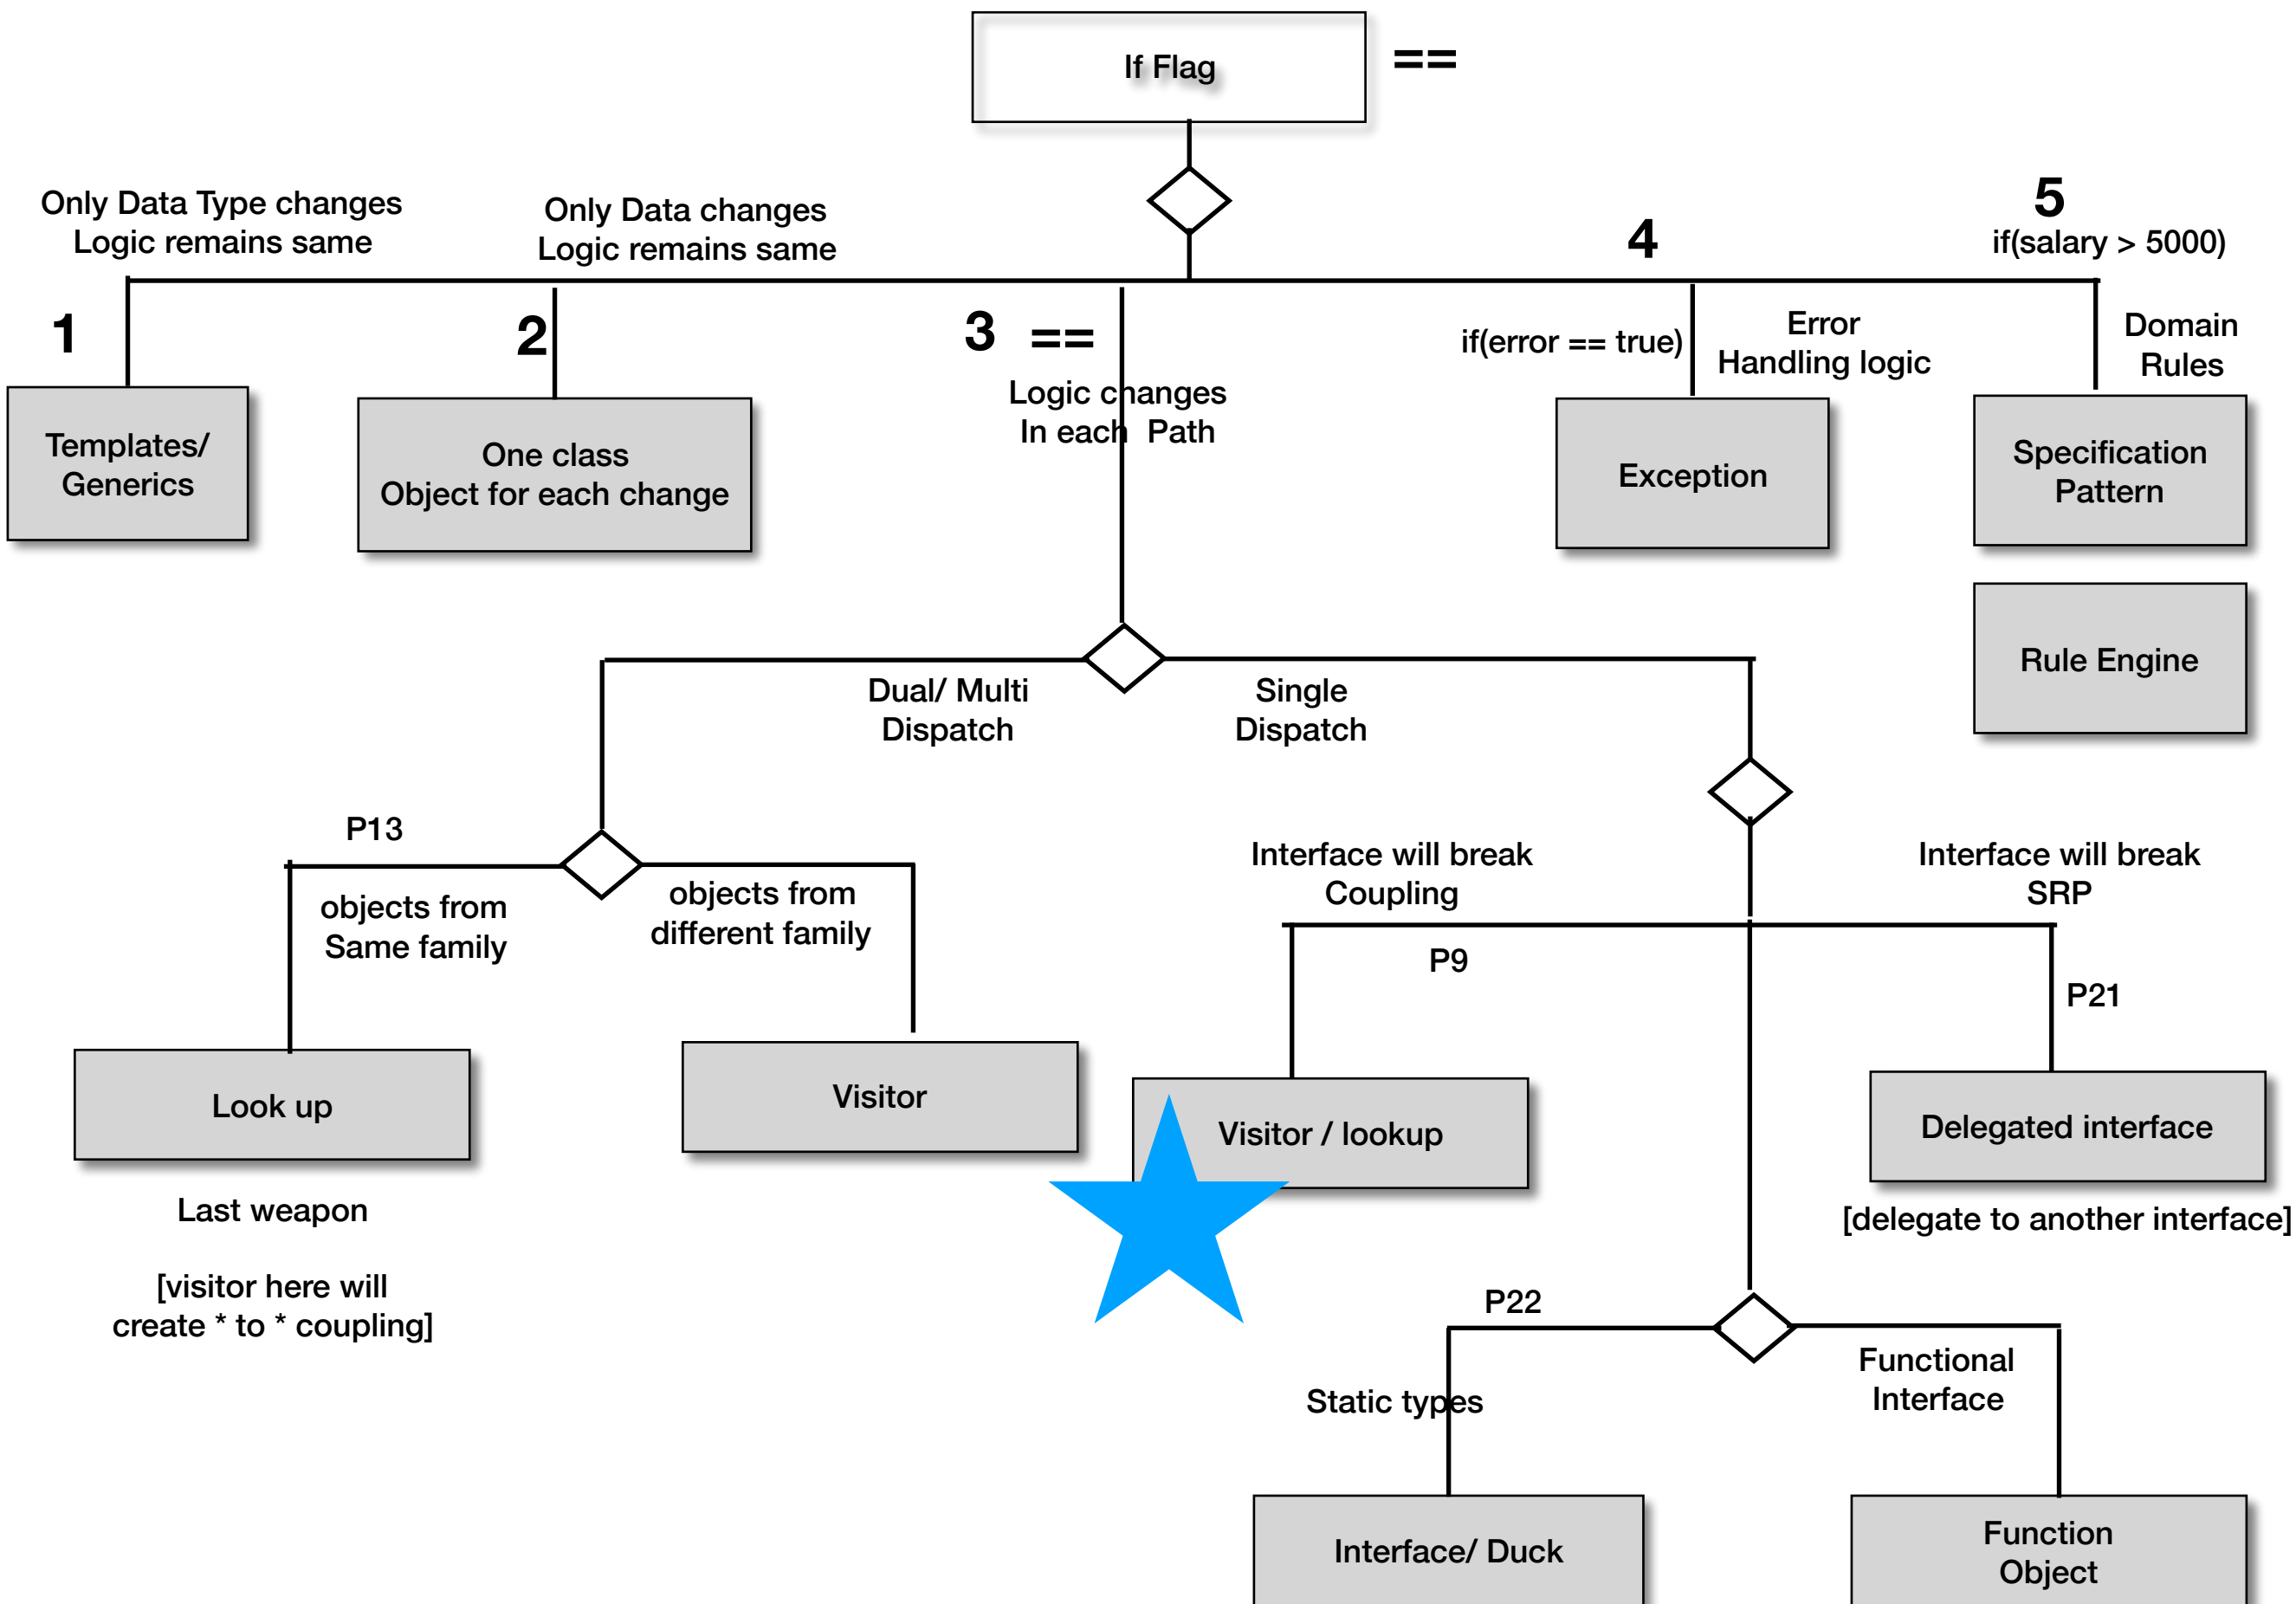 If Flag
==
Only Data Type changes
Logic remains same
Only Data changes
Logic remains same
4
5
if(salary > 5000)
1
2
3 ==
Logic changes
In each Path
if(error == true)
Error
Handling logic
Domain
Rules
Templates/
Generics
One class
Object for each change
Exception
Specification
Pattern
Rule Engine
Dual/ Multi
Dispatch
Single
Dispatch
P13
objects from
Same family
objects from
different family
Interface will break
Coupling
Interface will break
SRP
P9
P21
Look up
Visitor
Visitor / lookup
Delegated interface
Last weapon
[delegate to another interface]
[visitor here will
create * to * coupling]
P22
Static types
Functional
Interface
Interface/ Duck
Function
Object